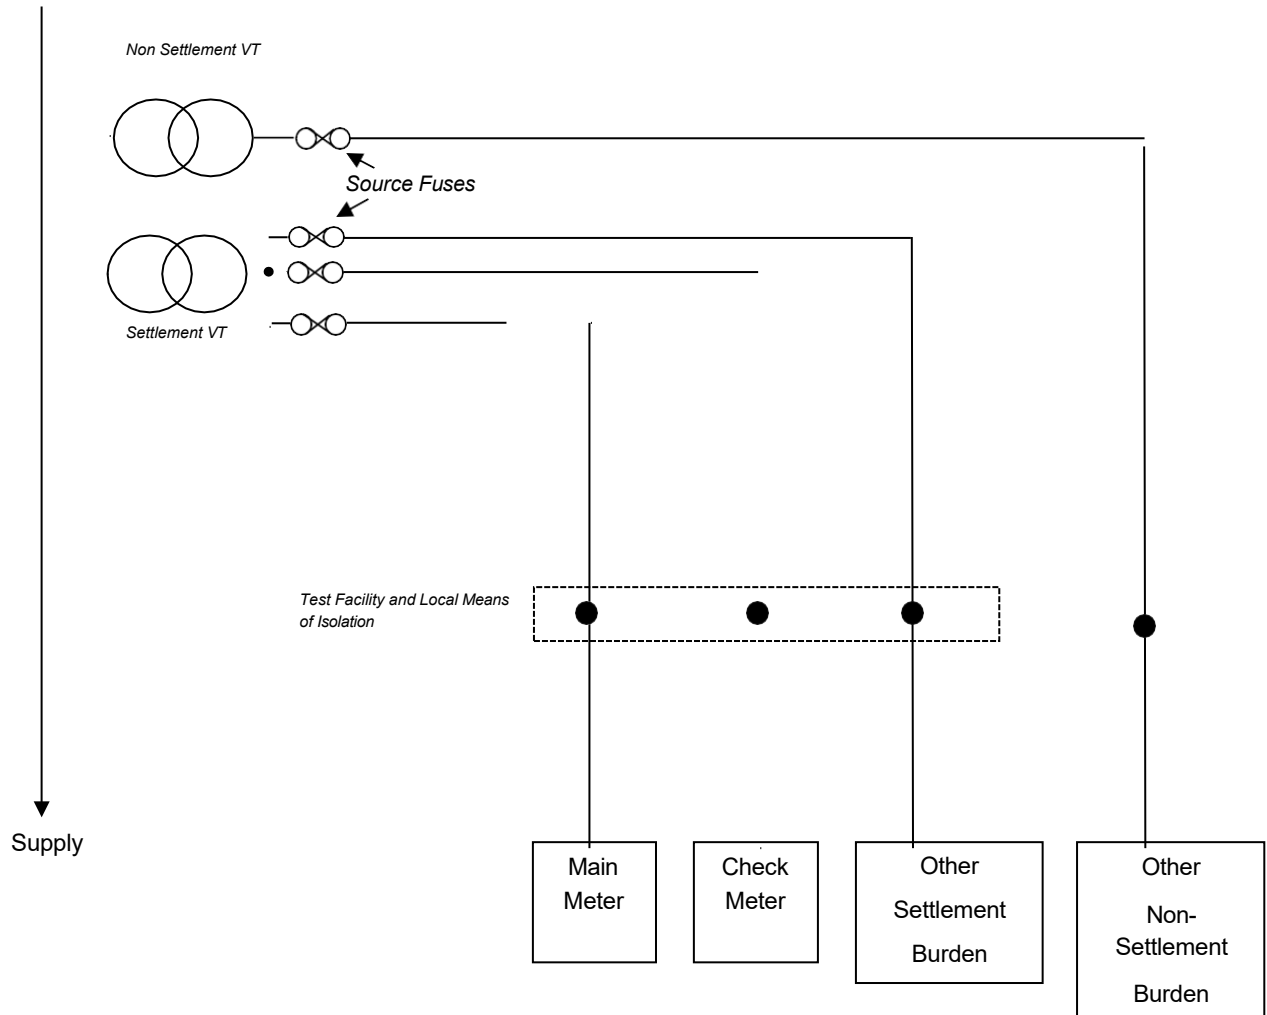 Non Settlement VT
Source Fuses
Settlement VT
Test Facility and Local Means
of Isolation
Supply
Main
Meter
Check
Meter
Other
Settlement
Burden
Other
Non-
Settlement
Burden